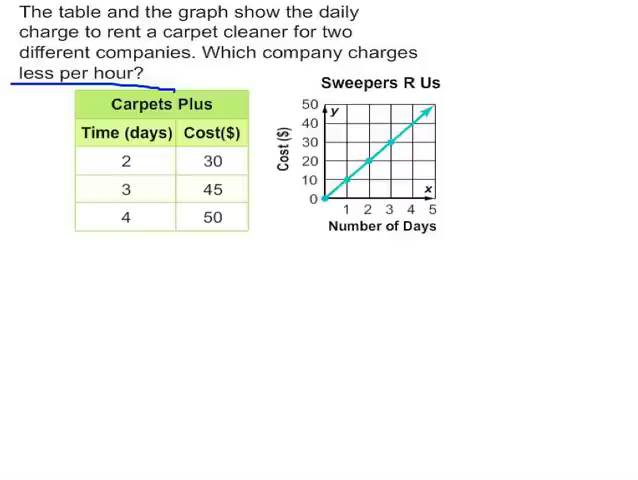 The table and the graph show the daily
charge to rent a carpet cleaner for two
different companies. Which company charges
less per hour?
Carpets Plus
Time (days) Cost($)
2 30
3 45
4 50
Sweepers R Us
Cost ($)
50
40
30
20
10
0
y
x
1 2 3 4 5
Number of Days